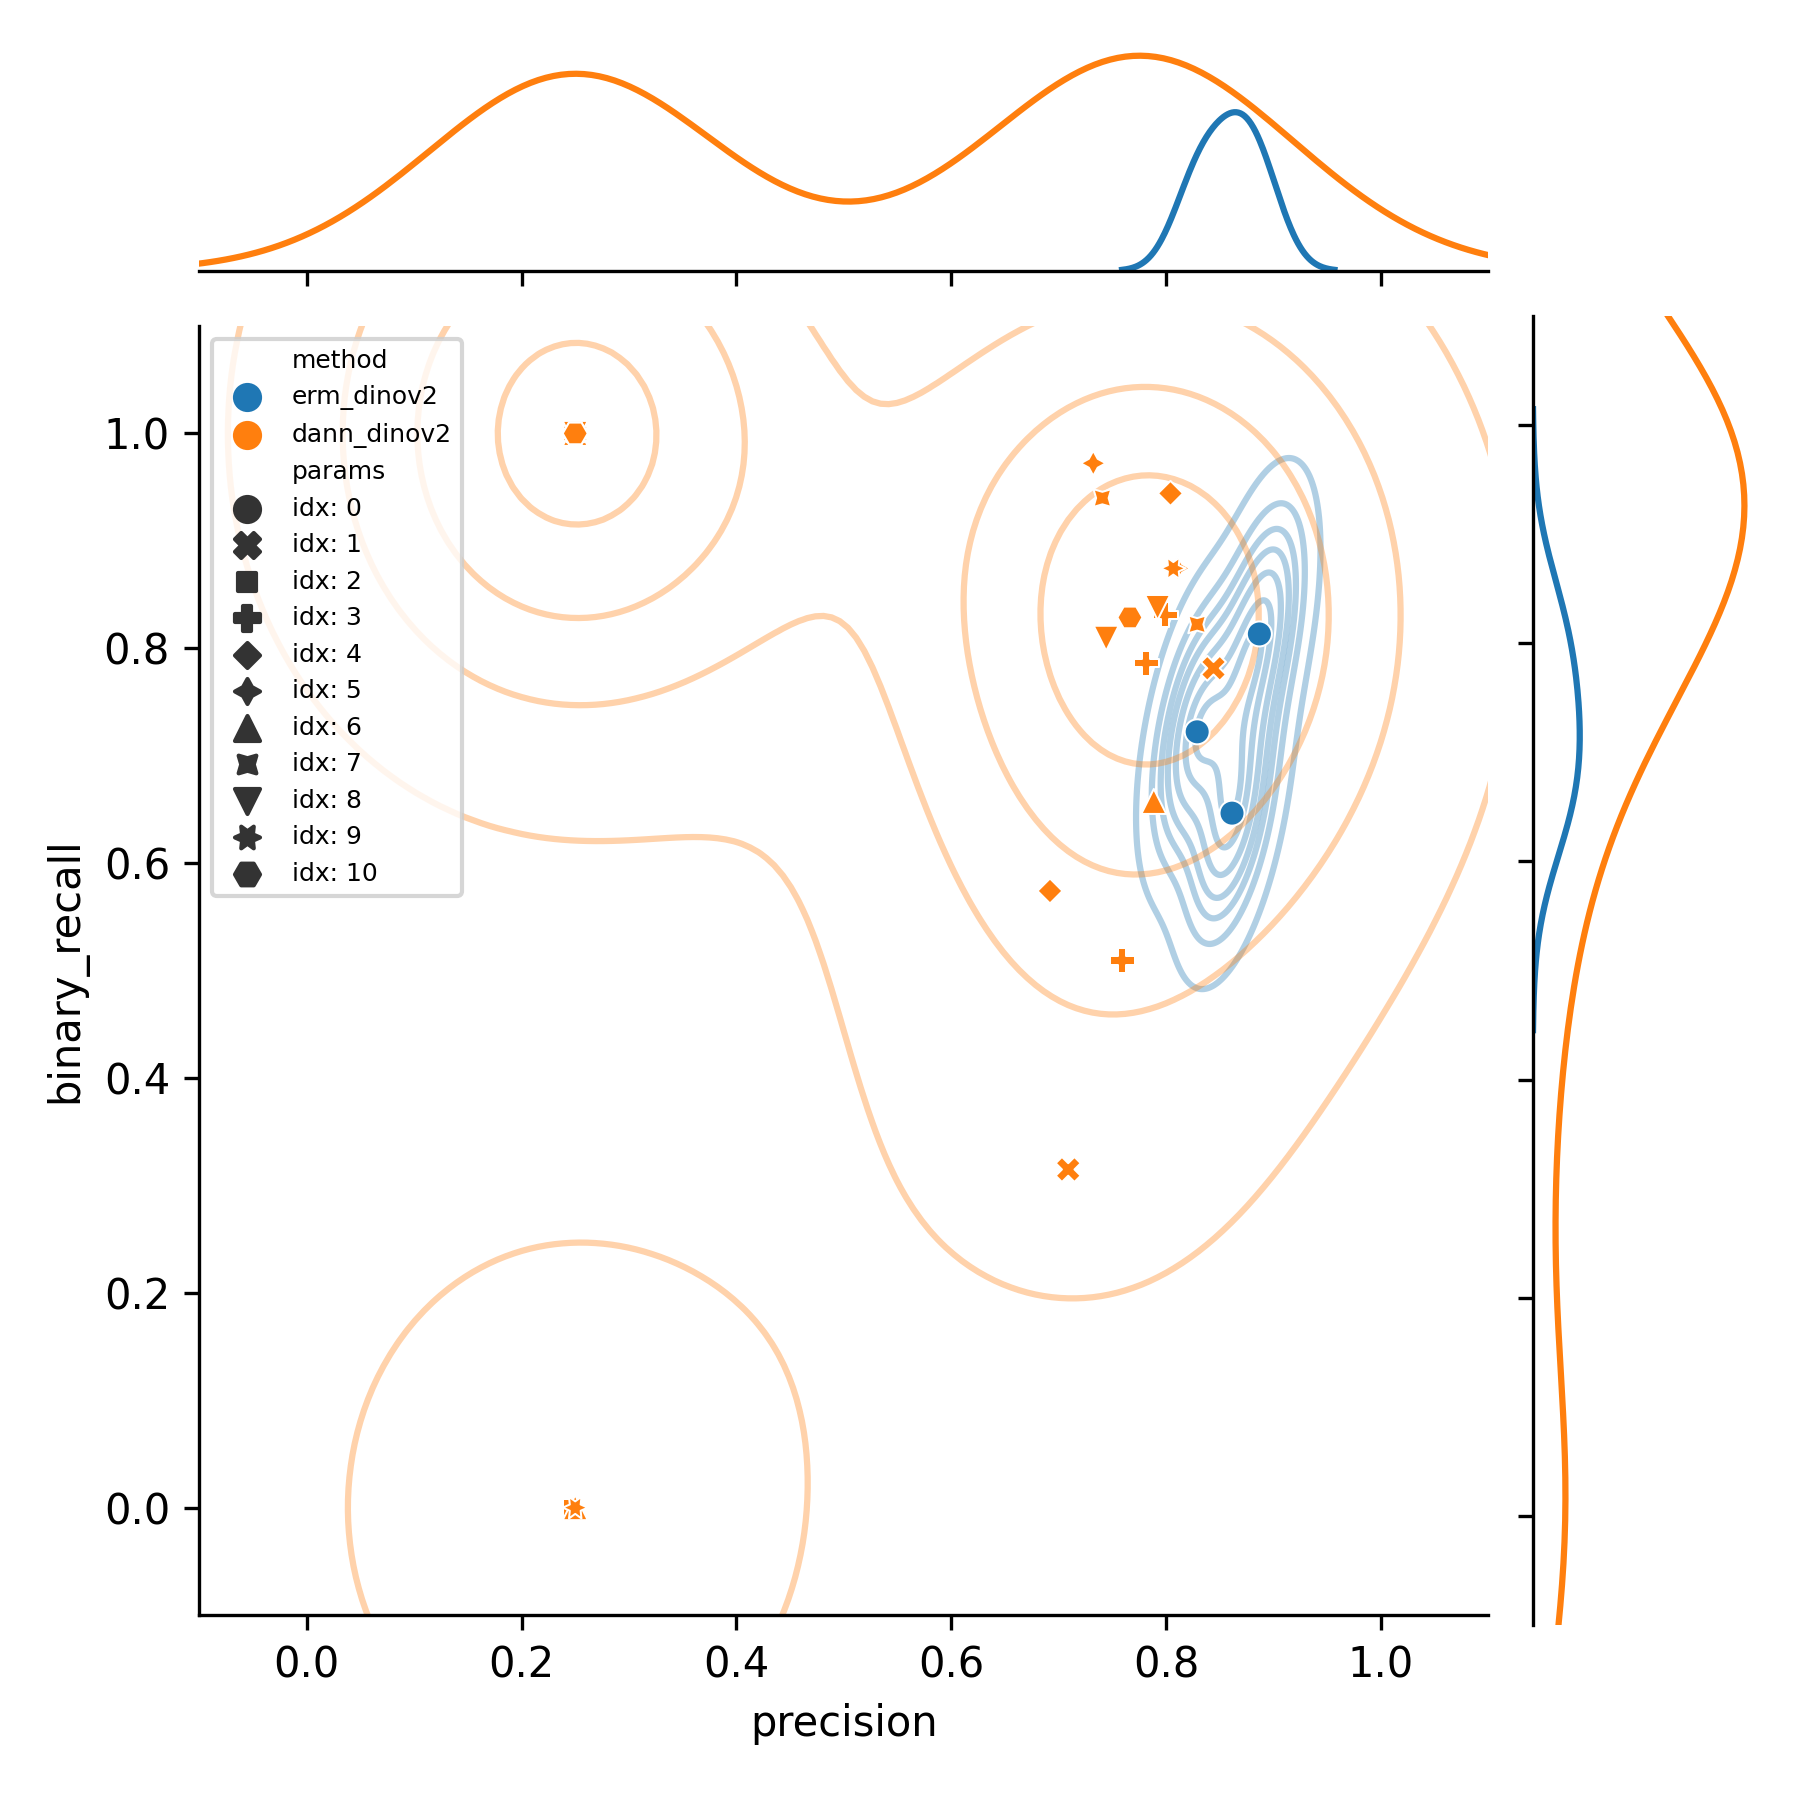 method
erm_dinov2
dann_dinov2
params
idx: 0
idx: 1
idx: 2
idx: 3
idx: 4
idx: 5
idx: 6
idx: 7
idx: 8
idx: 9
idx: 10
binary_recall
1.0
0.8
0.6
0.4
0.2
0.0
0.0 0.2 0.4 0.6 0.8 1.0
precision